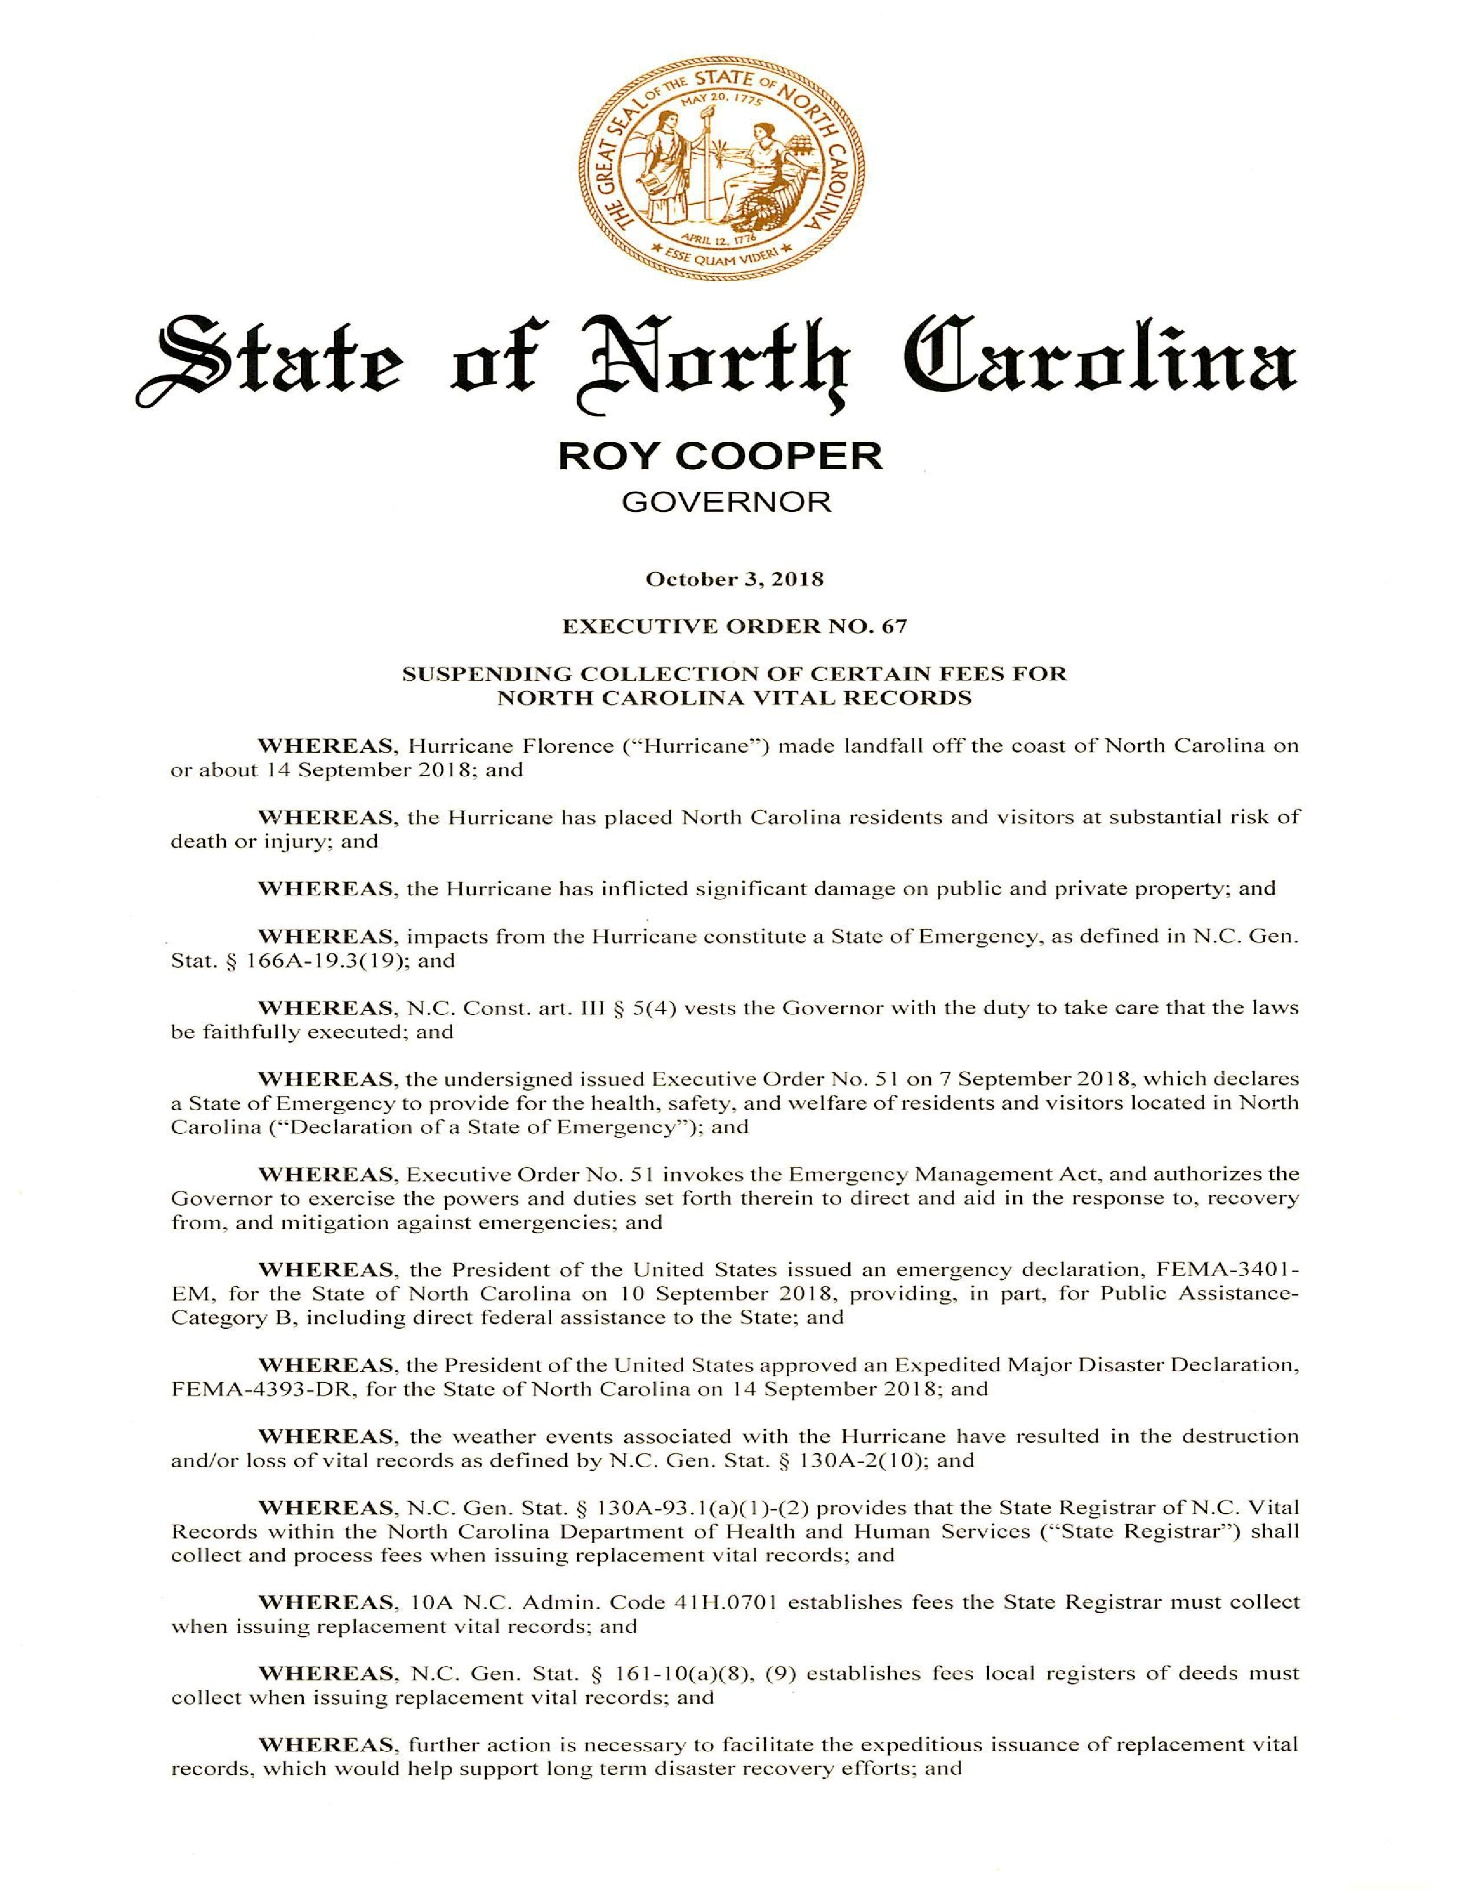 THE GREAT SEAL OF THE STATE OF NORTH CAROLINA
MAY 20, 1775
APRIL 12, 1776
★ ESSE QUAM VIDERI ★
State of North Carolina
ROY COOPER
GOVERNOR
October 3, 2018
EXECUTIVE ORDER NO. 67
SUSPENDING COLLECTION OF CERTAIN FEES FOR
NORTH CAROLINA VITAL RECORDS
WHEREAS, Hurricane Florence (“Hurricane”) made landfall off the coast of North Carolina on
or about 14 September 2018; and
WHEREAS, the Hurricane has placed North Carolina residents and visitors at substantial risk of
death or injury; and
WHEREAS, the Hurricane has inflicted significant damage on public and private property; and
WHEREAS, impacts from the Hurricane constitute a State of Emergency, as defined in N.C. Gen.
Stat. § 166A-19.3(19); and
WHEREAS, N.C. Const. art. III § 5(4) vests the Governor with the duty to take care that the laws
be faithfully executed; and
WHEREAS, the undersigned issued Executive Order No. 51 on 7 September 2018, which declares
a State of Emergency to provide for the health, safety, and welfare of residents and visitors located in North
Carolina (“Declaration of a State of Emergency”); and
WHEREAS, Executive Order No. 51 invokes the Emergency Management Act, and authorizes the
Governor to exercise the powers and duties set forth therein to direct and aid in the response to, recovery
from, and mitigation against emergencies; and
WHEREAS, the President of the United States issued an emergency declaration, FEMA-3401-
EM, for the State of North Carolina on 10 September 2018, providing, in part, for Public Assistance-
Category B, including direct federal assistance to the State; and
WHEREAS, the President of the United States approved an Expedited Major Disaster Declaration,
FEMA-4393-DR, for the State of North Carolina on 14 September 2018; and
WHEREAS, the weather events associated with the Hurricane have resulted in the destruction
and/or loss of vital records as defined by N.C. Gen. Stat. § 130A-2(10); and
WHEREAS, N.C. Gen. Stat. § 130A-93.1(a)(1)-(2) provides that the State Registrar of N.C. Vital
Records within the North Carolina Department of Health and Human Services (“State Registrar”) shall
collect and process fees when issuing replacement vital records; and
WHEREAS, 10A N.C. Admin. Code 41H.0701 establishes fees the State Registrar must collect
when issuing replacement vital records; and
WHEREAS, N.C. Gen. Stat. § 161-10(a)(8), (9) establishes fees local registers of deeds must
collect when issuing replacement vital records; and
WHEREAS, further action is necessary to facilitate the expeditious issuance of replacement vital
records, which would help support long term disaster recovery efforts; and